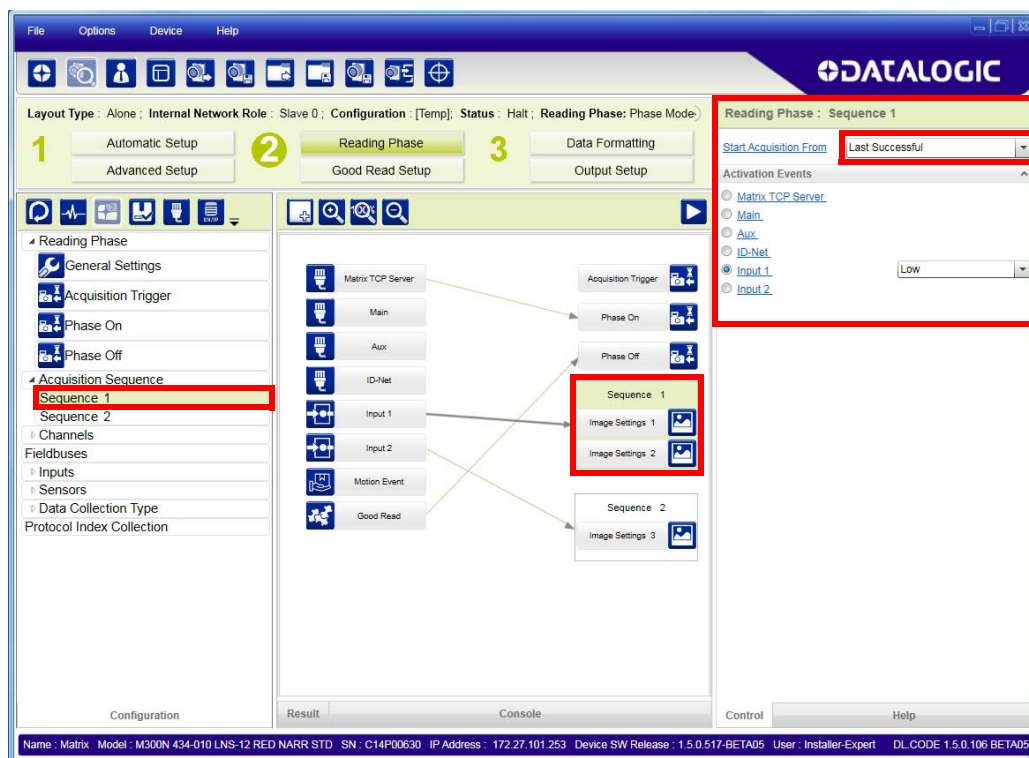 File Options Device Help
DATALOGIC
Layout Type : Alone ; Internal Network Role : Slave 0 ; Configuration : [Temp]; Status : Halt ; Reading Phase: Phase Mode
1 Automatic Setup
Advanced Setup
2 Reading Phase
Good Read Setup
3 Data Formatting
Output Setup
EN/IP
Reading Phase
General Settings
Acquisition Trigger
Phase On
Phase Off
Acquisition Sequence
Sequence 1
Sequence 2
Channels
Fieldbuses
Inputs
Sensors
Data Collection Type
Protocol Index Collection
Configuration
100%
Matrix TCP Server
Main
Aux
ID-Net
Input 1
Input 2
Motion Event
Good Read
Acquisition Trigger
Phase On
Phase Off
Sequence 1
Image Settings 1
Image Settings 2
Sequence 2
Image Settings 3
Result Console
Reading Phase : Sequence 1
Start Acquisition From Last Successful
Activation Events
Matrix TCP Server
Main
Aux
ID-Net
Input 1 Low
Input 2
Control Help
Name : Matrix Model : M300N 434-010 LNS-12 RED NARR STD SN : C14P00630 IP Address : 172.27.101.253 Device SW Release : 1.5.0.517-BETA05 User : Installer-Expert DL.CODE 1.5.0.106 BETA05